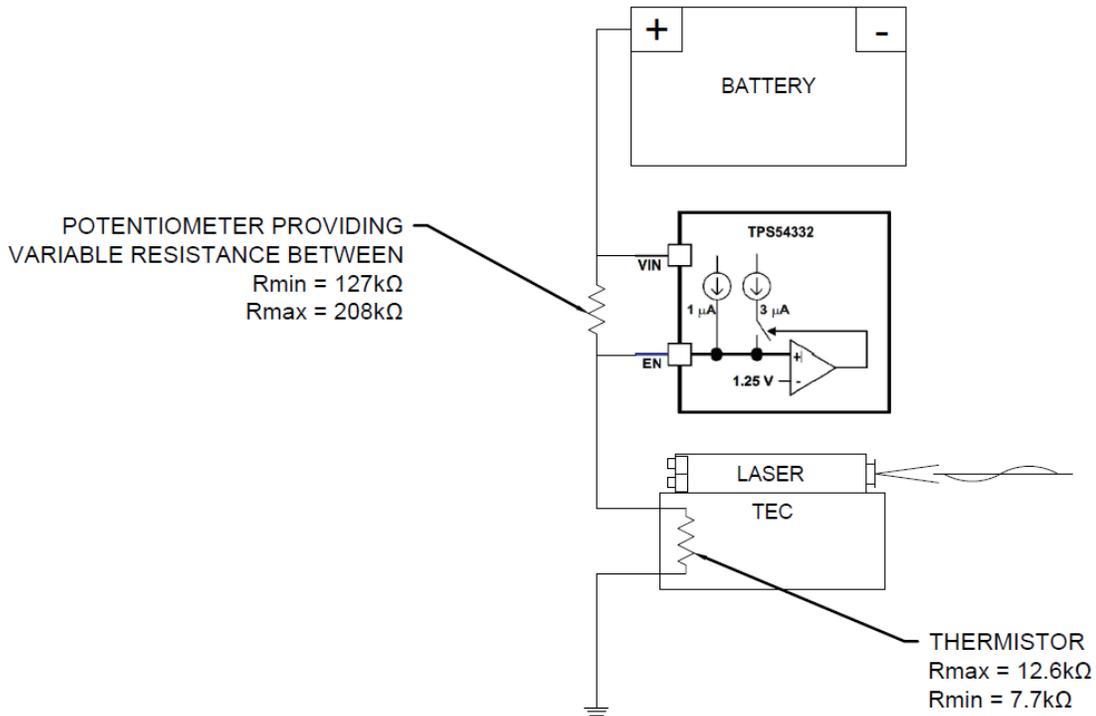 + -
BATTERY
POTENTIOMETER PROVIDING
VARIABLE RESISTANCE BETWEEN
Rmin = 127kΩ
Rmax = 208kΩ
TPS54332
VIN
1 μA 3 μA
EN
+
1.25 V -
LASER
TEC
THERMISTOR
Rmax = 12.6kΩ
Rmin = 7.7kΩ